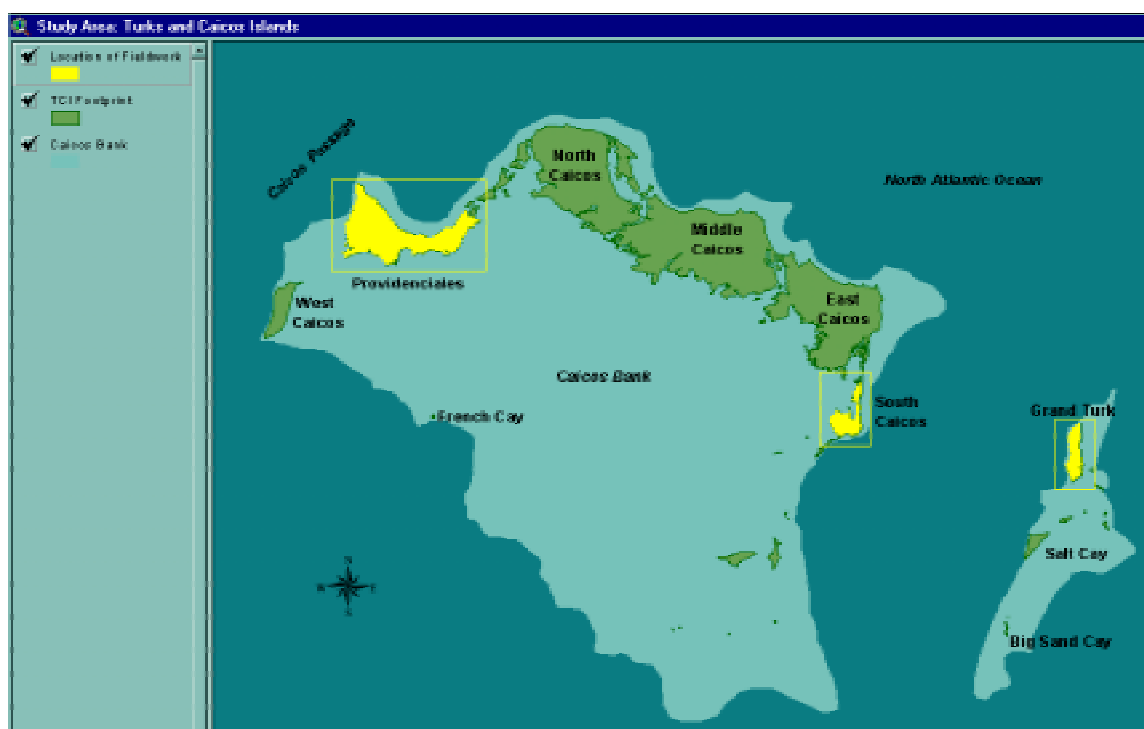 Study Area: Turks and Caicos Islands
Location of Fieldwork
TCI Footprint
Caicos Bank
Caicos Passage
North
Caicos
North Atlantic Ocean
Middle
Caicos
Providenciales
West
Caicos
East
Caicos
Caicos Bank
French Cay
South
Caicos
Grand Turk
Salt Cay
Big Sand Cay
N
E
S